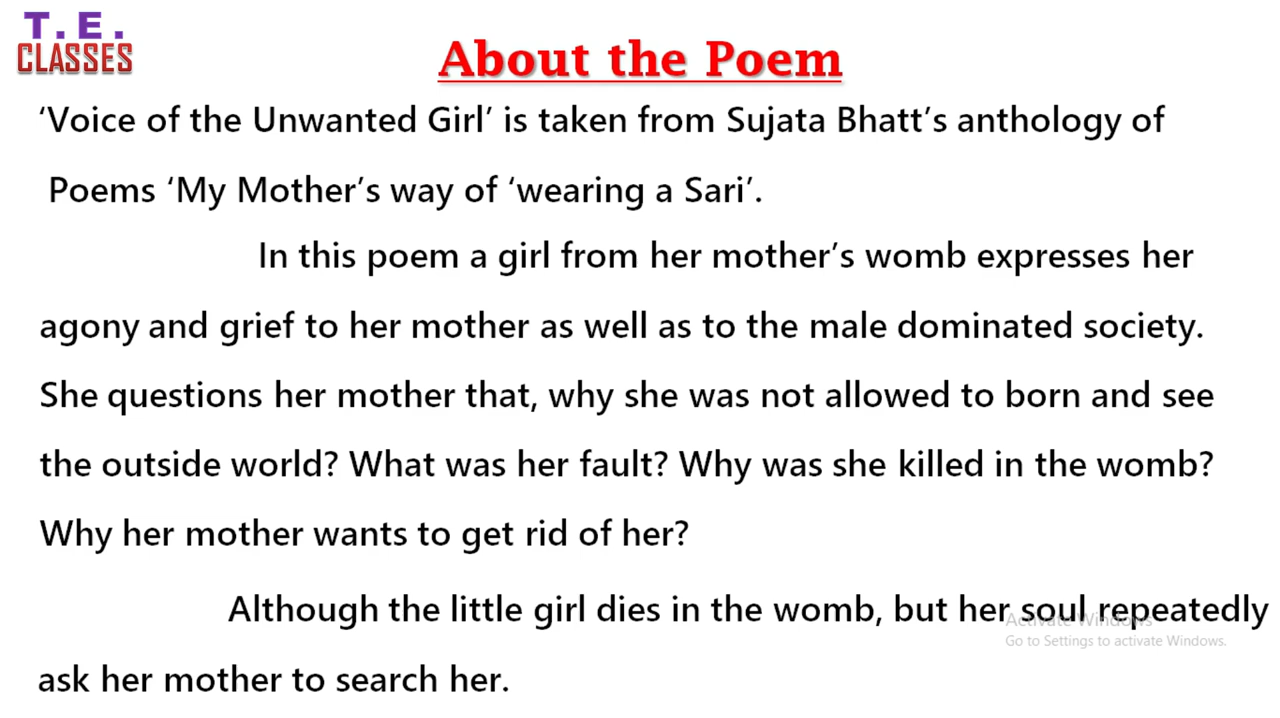 T.E.
CLASSES
About the Poem
‘Voice of the Unwanted Girl’ is taken from Sujata Bhatt’s anthology of
Poems ‘My Mother’s way of ‘wearing a Sari’.
In this poem a girl from her mother’s womb expresses her
agony and grief to her mother as well as to the male dominated society.
She questions her mother that, why she was not allowed to born and see
the outside world? What was her fault? Why was she killed in the womb?
Why her mother wants to get rid of her?
Although the little girl dies in the womb, but her soul repeatedly
Activate Windows
Go to Settings to activate Windows.
ask her mother to search her.